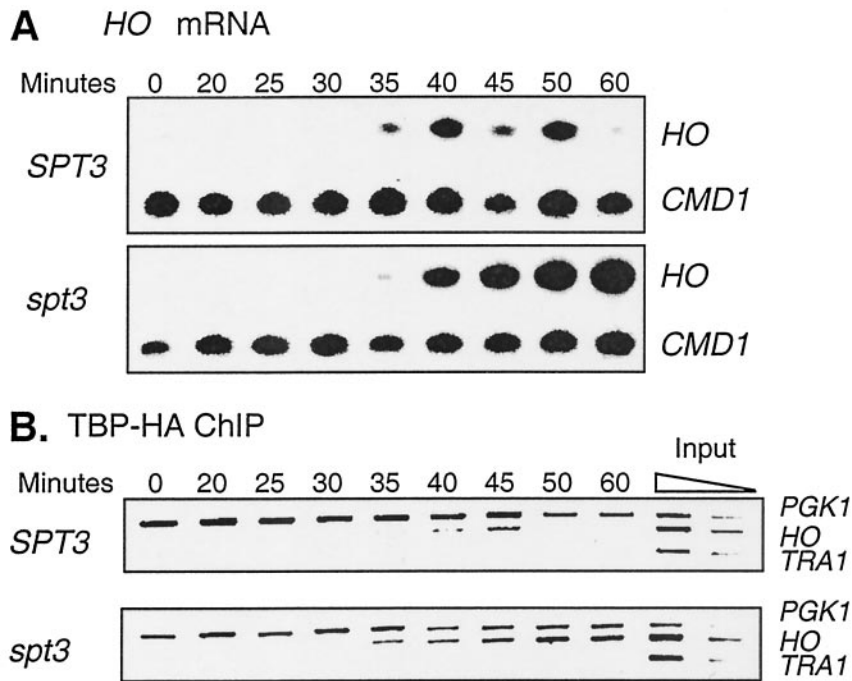 A HO mRNA
Minutes 0 20 25 30 35 40 45 50 60
HO
SPT3
CMD1
HO
spt3
CMD1
B. TBP-HA ChIP
Input
Minutes 0 20 25 30 35 40 45 50 60
PGK1
SPT3 HO
TRA1
PGK1
spt3 HO
TRA1